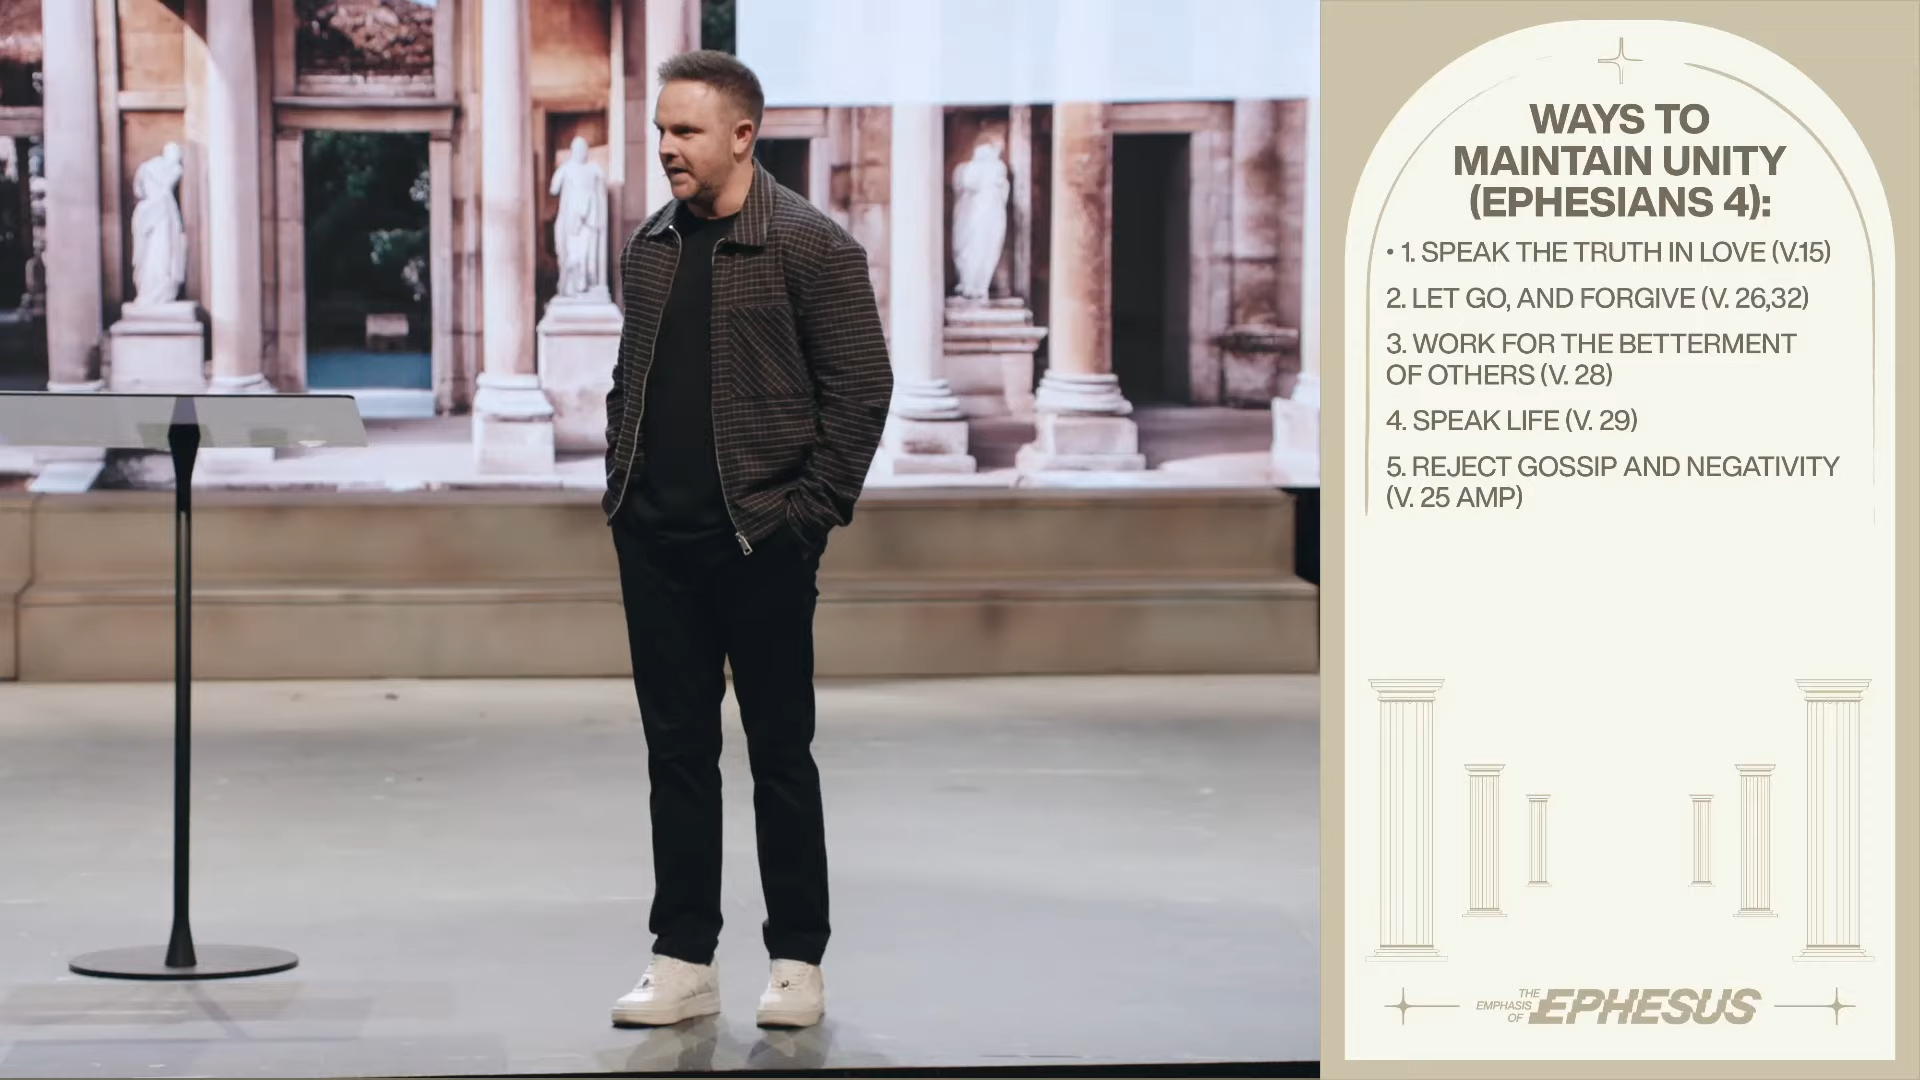 WAYS TO
MAINTAIN UNITY
(EPHESIANS 4):
• 1. SPEAK THE TRUTH IN LOVE (V.15)
2. LET GO, AND FORGIVE (V. 26,32)
3. WORK FOR THE BETTERMENT
OF OTHERS (V. 28)
4. SPEAK LIFE (V. 29)
5. REJECT GOSSIP AND NEGATIVITY
(V. 25 AMP)
THE
EMPHASIS
OF
EPHESUS